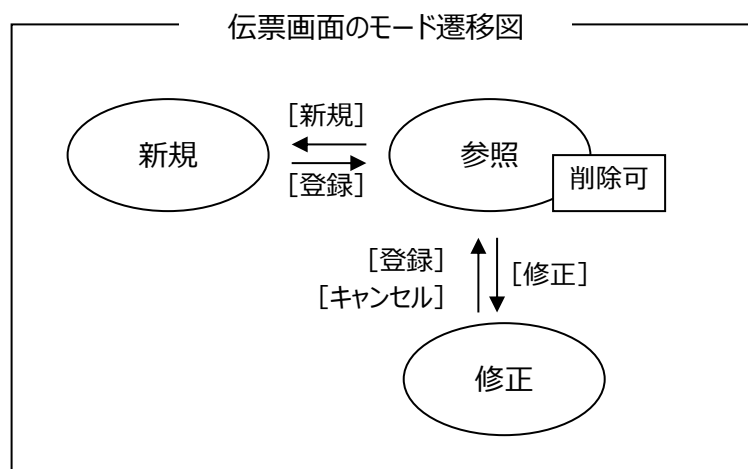 伝票画面のモード遷移図
[新規]
新規
参照
[登録]
削除可
[登録]
[修正]
[キャンセル]
修正